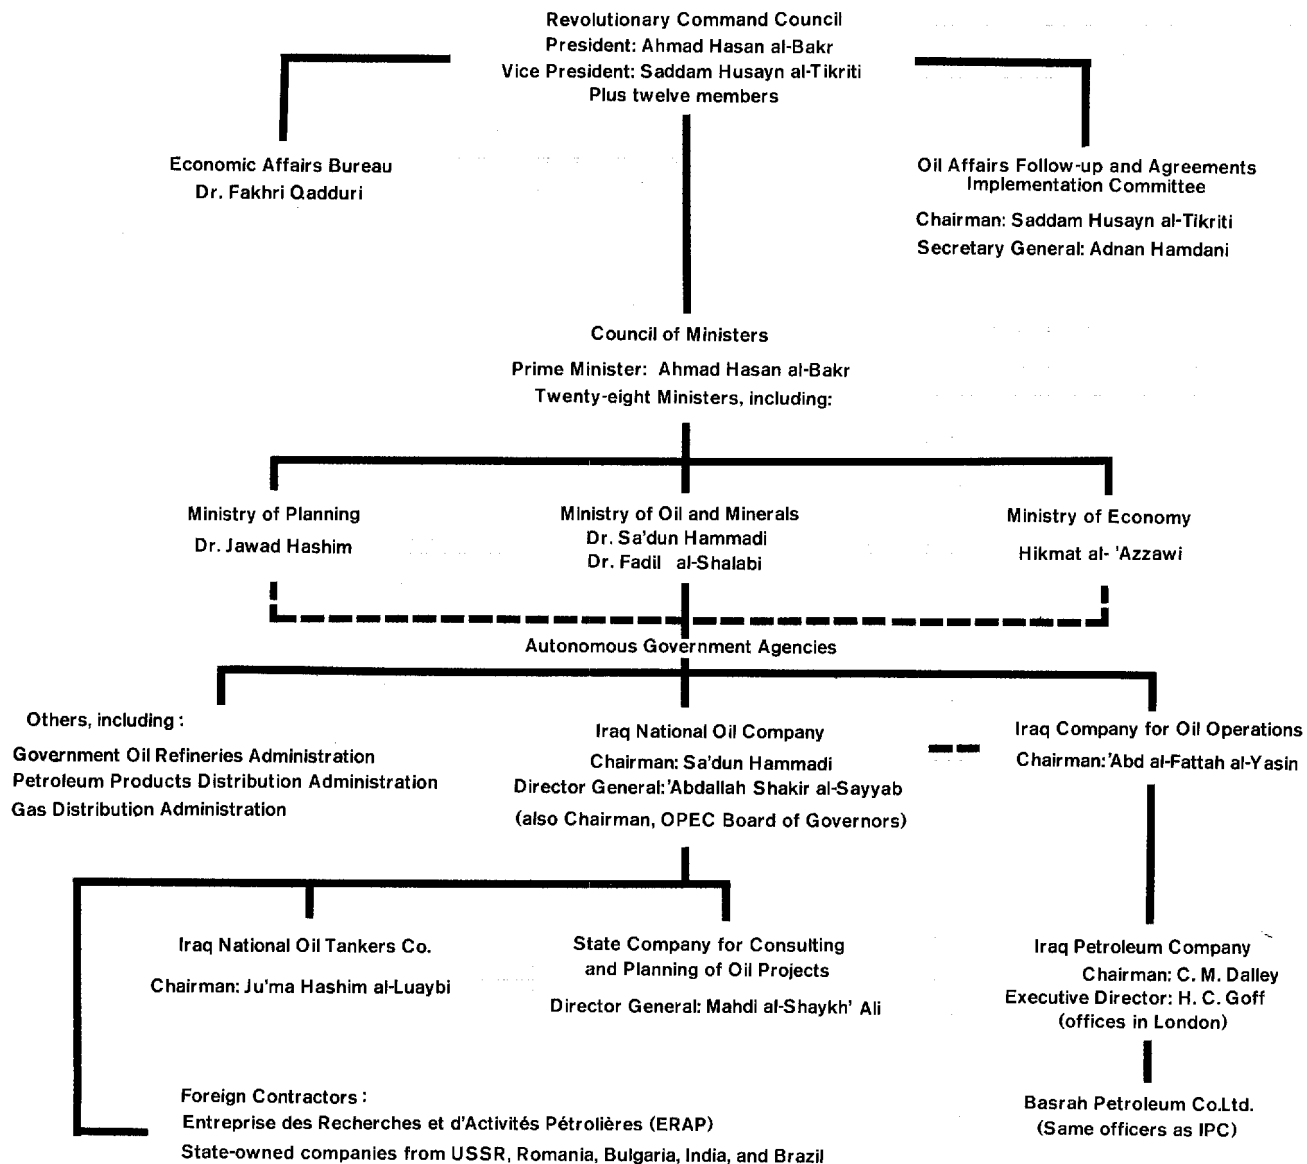 Revolutionary Command Council
President: Ahmad Hasan al-Bakr
Vice President: Saddam Husayn al-Tikriti
Plus twelve members
Economic Affairs Bureau
Dr. Fakhri Qadduri
Oil Affairs Follow-up and Agreements
Implementation Committee
Chairman: Saddam Husayn al-Tikriti
Secretary General: Adnan Hamdani
Council of Ministers
Prime Minister: Ahmad Hasan al-Bakr
Twenty-eight Ministers, including:
Ministry of Planning
Dr. Jawad Hashim
Ministry of Oil and Minerals
Dr. Sa'dun Hammadi
Dr. Fadil al-Shalabi
Ministry of Economy
Hikmat al- 'Azzawi
Autonomous Government Agencies
Others, including :
Government Oil Refineries Administration
Petroleum Products Distribution Administration
Gas Distribution Administration
Iraq National Oil Company
Chairman: Sa'dun Hammadi
Director General:'Abdallah Shakir al-Sayyab
(also Chairman, OPEC Board of Governors)
Iraq Company for Oil Operations
Chairman:'Abd al-Fattah al-Yasin
Iraq National Oil Tankers Co.
Chairman: Ju'ma Hashim al-Luaybi
State Company for Consulting
and Planning of Oil Projects
Director General: Mahdi al-Shaykh' Ali
Iraq Petroleum Company
Chairman: C. M. Dalley
Executive Director: H. C. Goff
(offices in London)
Basrah Petroleum Co.Ltd.
(Same officers as IPC)
Foreign Contractors :
Entreprise des Recherches et d'Activités Pétrolières (ERAP)
State-owned companies from USSR, Romania, Bulgaria, India, and Brazil